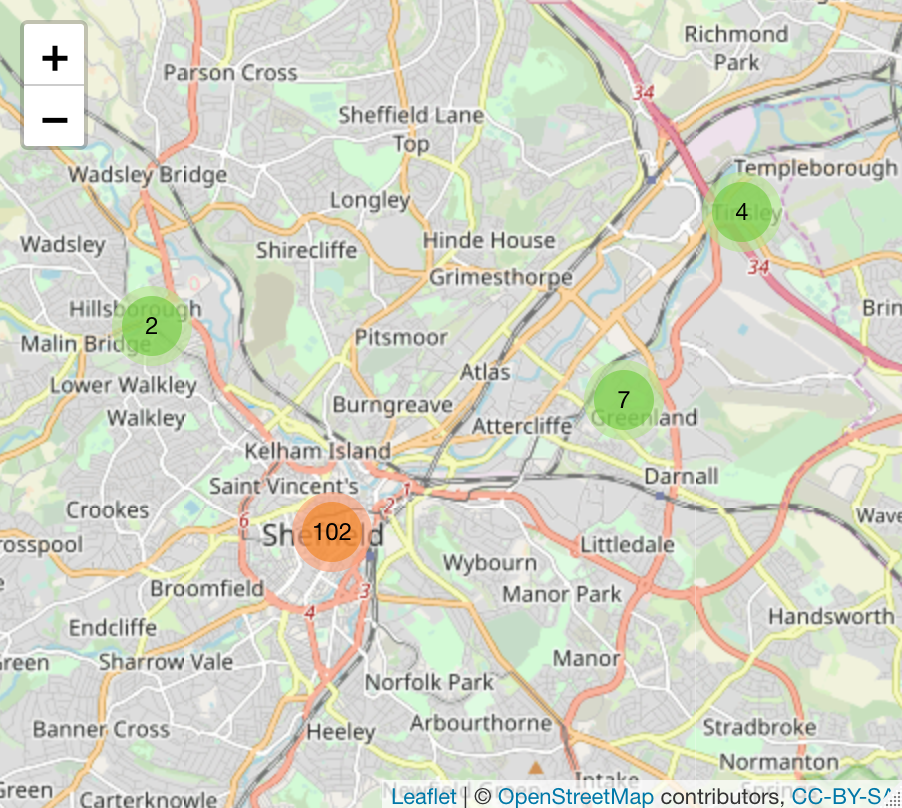 +
−
Richmond
Park
Parson Cross
34
Sheffield Lane
Top
Wadsley Bridge
Templeborough
Longley
4
Wadsley
Shirecliffe
Hinde House
34
Grimesthorpe
Hillsborough
Brin
2
Malin Bridge
Pitsmoor
Atlas
Lower Walkley
7
Burngreave
Walkley
Attercliffe
Greenland
Kelham Island
Darnall
Saint Vincent's
1
2
Crookes
6
Wave
102
Sheffield
rosspool
Littledale
Wybourn
Broomfield
3
Manor Park
4
Handsworth
Endcliffe
Green
Sharrow Vale
Manor
Norfolk Park
Banner Cross
Heeley
Arbourthorne
Stradbroke
Normanton
Green
Carterknowle
Intake
Leaflet | © OpenStreetMap contributors, CC-BY-SA